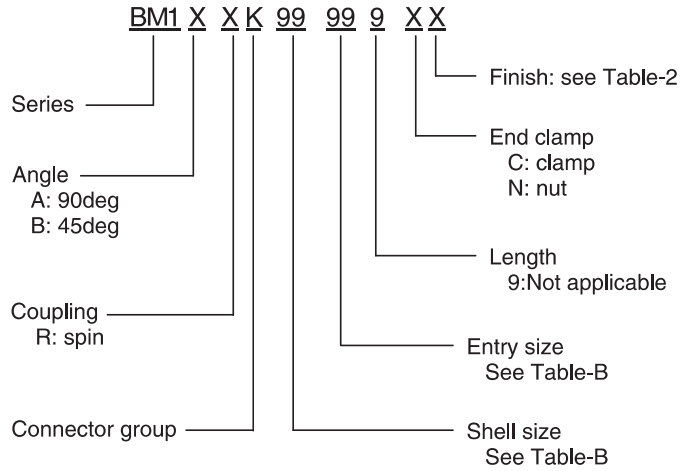 BM1 X X K 99 99 9 X X
Finish: see Table-2
Series
End clamp
C: clamp
N: nut
Angle
A: 90deg
B: 45deg
Length
9:Not applicable
Coupling
R: spin
Entry size
See Table-B
Connector group
Shell size
See Table-B